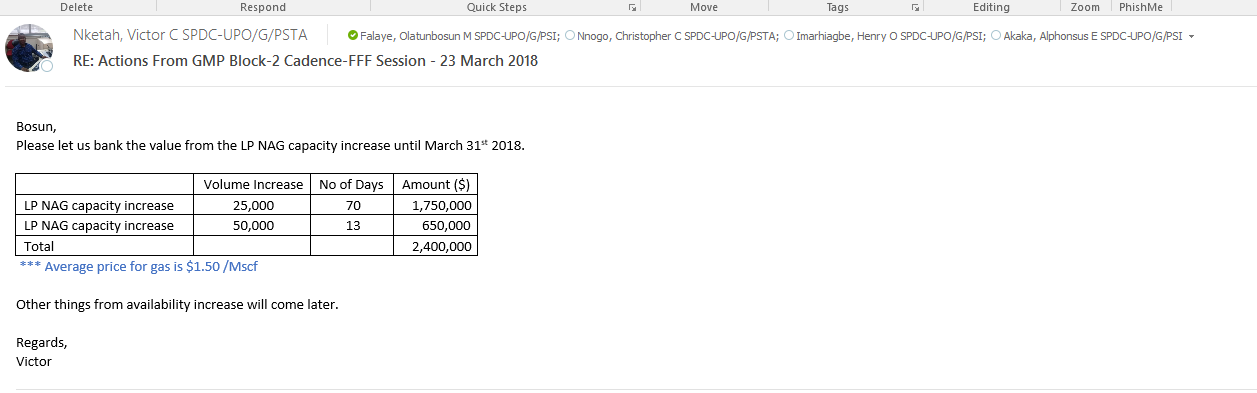 Delete Respond Quick Steps Move Tags Editing Zoom PhishMe
Nketah, Victor C SPDC-UPO/G/PSTA Falaye, Olatunbosun M SPDC-UPO/G/PSI; Nnogo, Christopher C SPDC-UPO/G/PSTA; Imarhiagbe, Henry O SPDC-UPO/G/PSI; Akaka, Alphonsus E SPDC-UPO/G/PSI
RE: Actions From GMP Block-2 Cadence-FFF Session - 23 March 2018
Bosun,
Please let us bank the value from the LP NAG capacity increase until March 31st 2018.
Volume Increase No of Days Amount ($)
LP NAG capacity increase 25,000 70 1,750,000
LP NAG capacity increase 50,000 13 650,000
Total 2,400,000
*** Average price for gas is $1.50 /Mscf
Other things from availability increase will come later.
Regards,
Victor